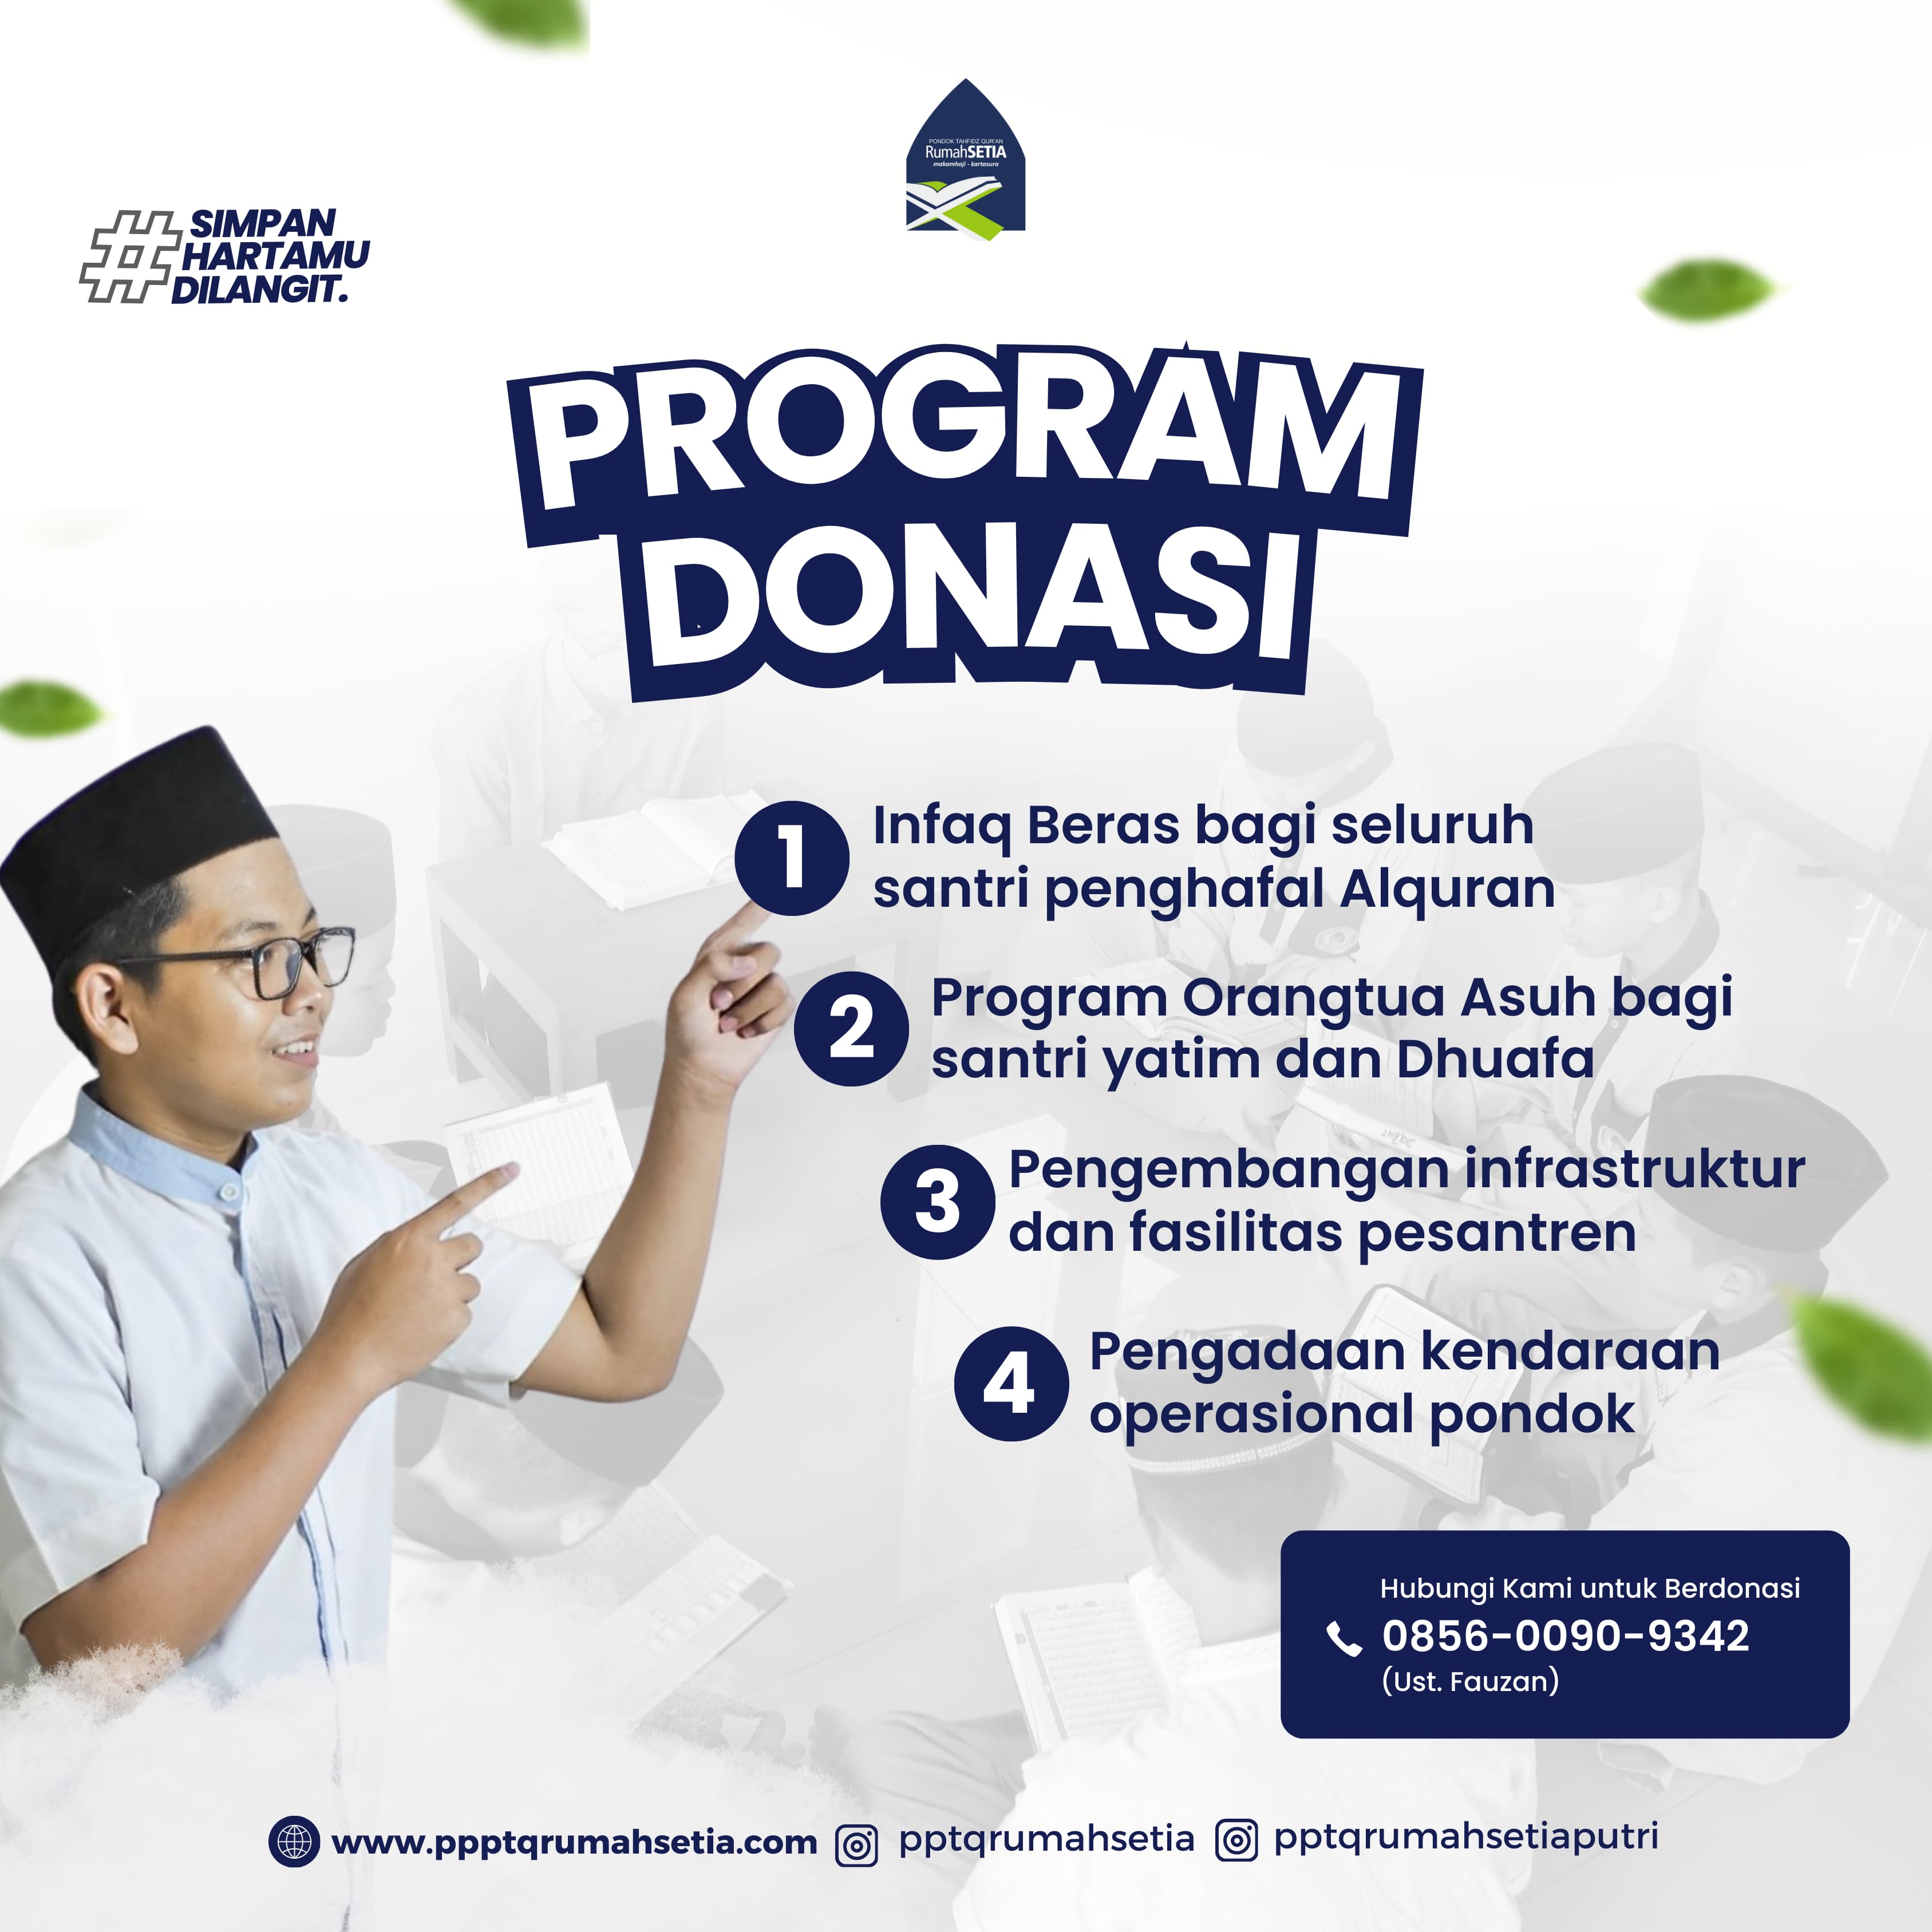 PONDOK TAHFIDZ QUR'AN
RumahSETIA
makamhaji - kartasura
#SIMPAN
HARTAMU
DILANGIT.
PROGRAM
DONASI
1 Infaq Beras bagi seluruh
santri penghafal Alquran
2 Program Orangtua Asuh bagi
santri yatim dan Dhuafa
3 Pengembangan infrastruktur
dan fasilitas pesantren
4 Pengadaan kendaraan
operasional pondok
Hubungi Kami untuk Berdonasi
0856-0090-9342
(Ust. Fauzan)
www.ppptqrumahsetia.com pptqrumahsetia pptqrumahsetiaputri